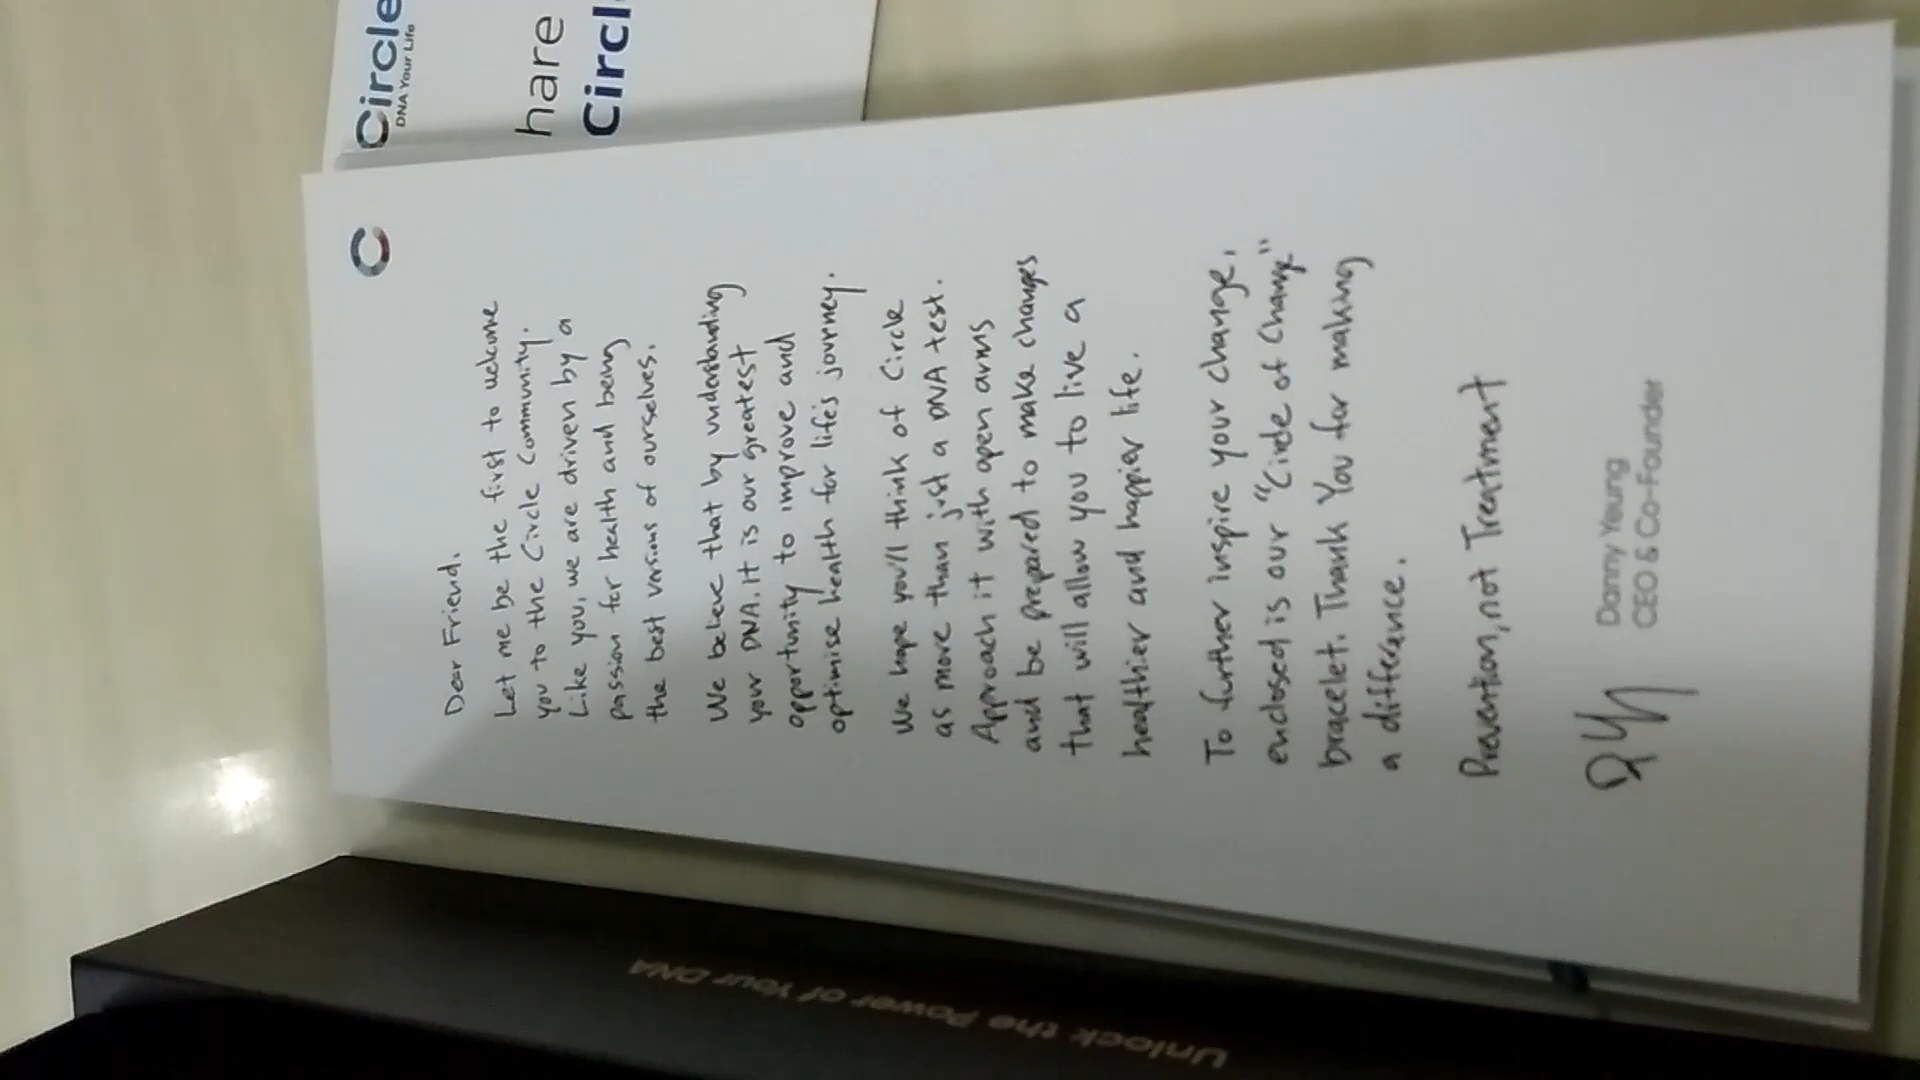 Circle
DNA Your Life
hare
Circl
Dear Friend,
Let me be the first to welcome
you to the Circle Community.
Like you, we are driven by a
passion for health and being
the best versions of ourselves.
We believe that by understanding
your DNA, it is our greatest
opportunity to improve and
optimise health for life's journey.
We hope you'll think of Circle
as more than just a DNA test.
Approach it with open arms
and be prepared to make changes
that will allow you to live a
healthier and happier life.
To further inspire your change,
enclosed is our "Circle of Change"
bracelet. Thank You for making
a difference.
Prevention, not Treatment
Danny Yeung
CEO & Co-Founder
Unlock the Power of Your DNA